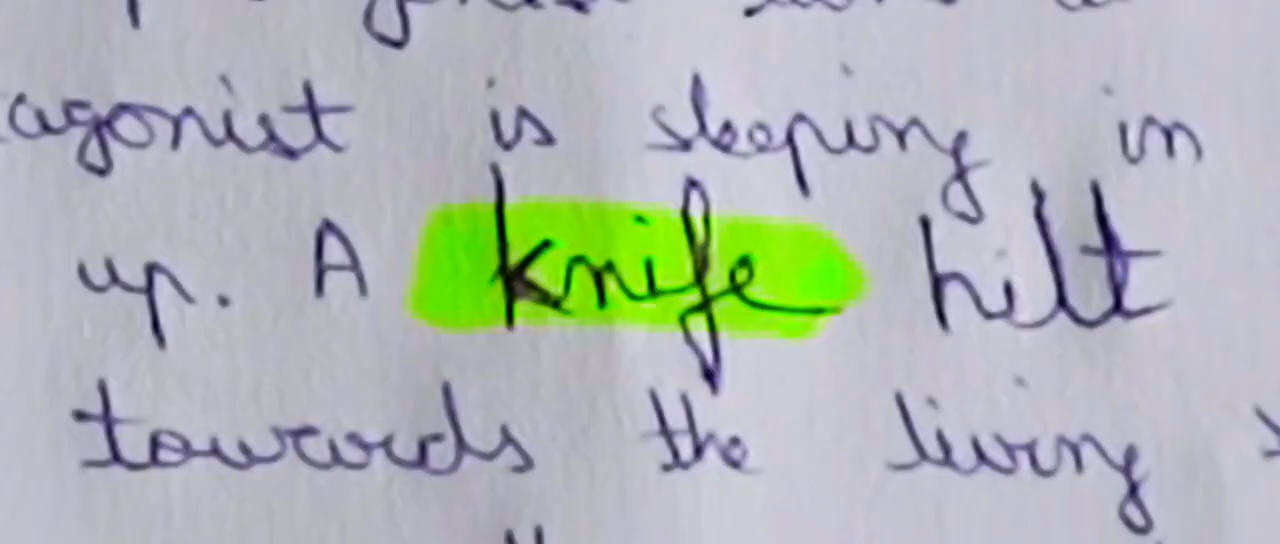 agonist is sleeping in
up. A knife hilt
towards the living